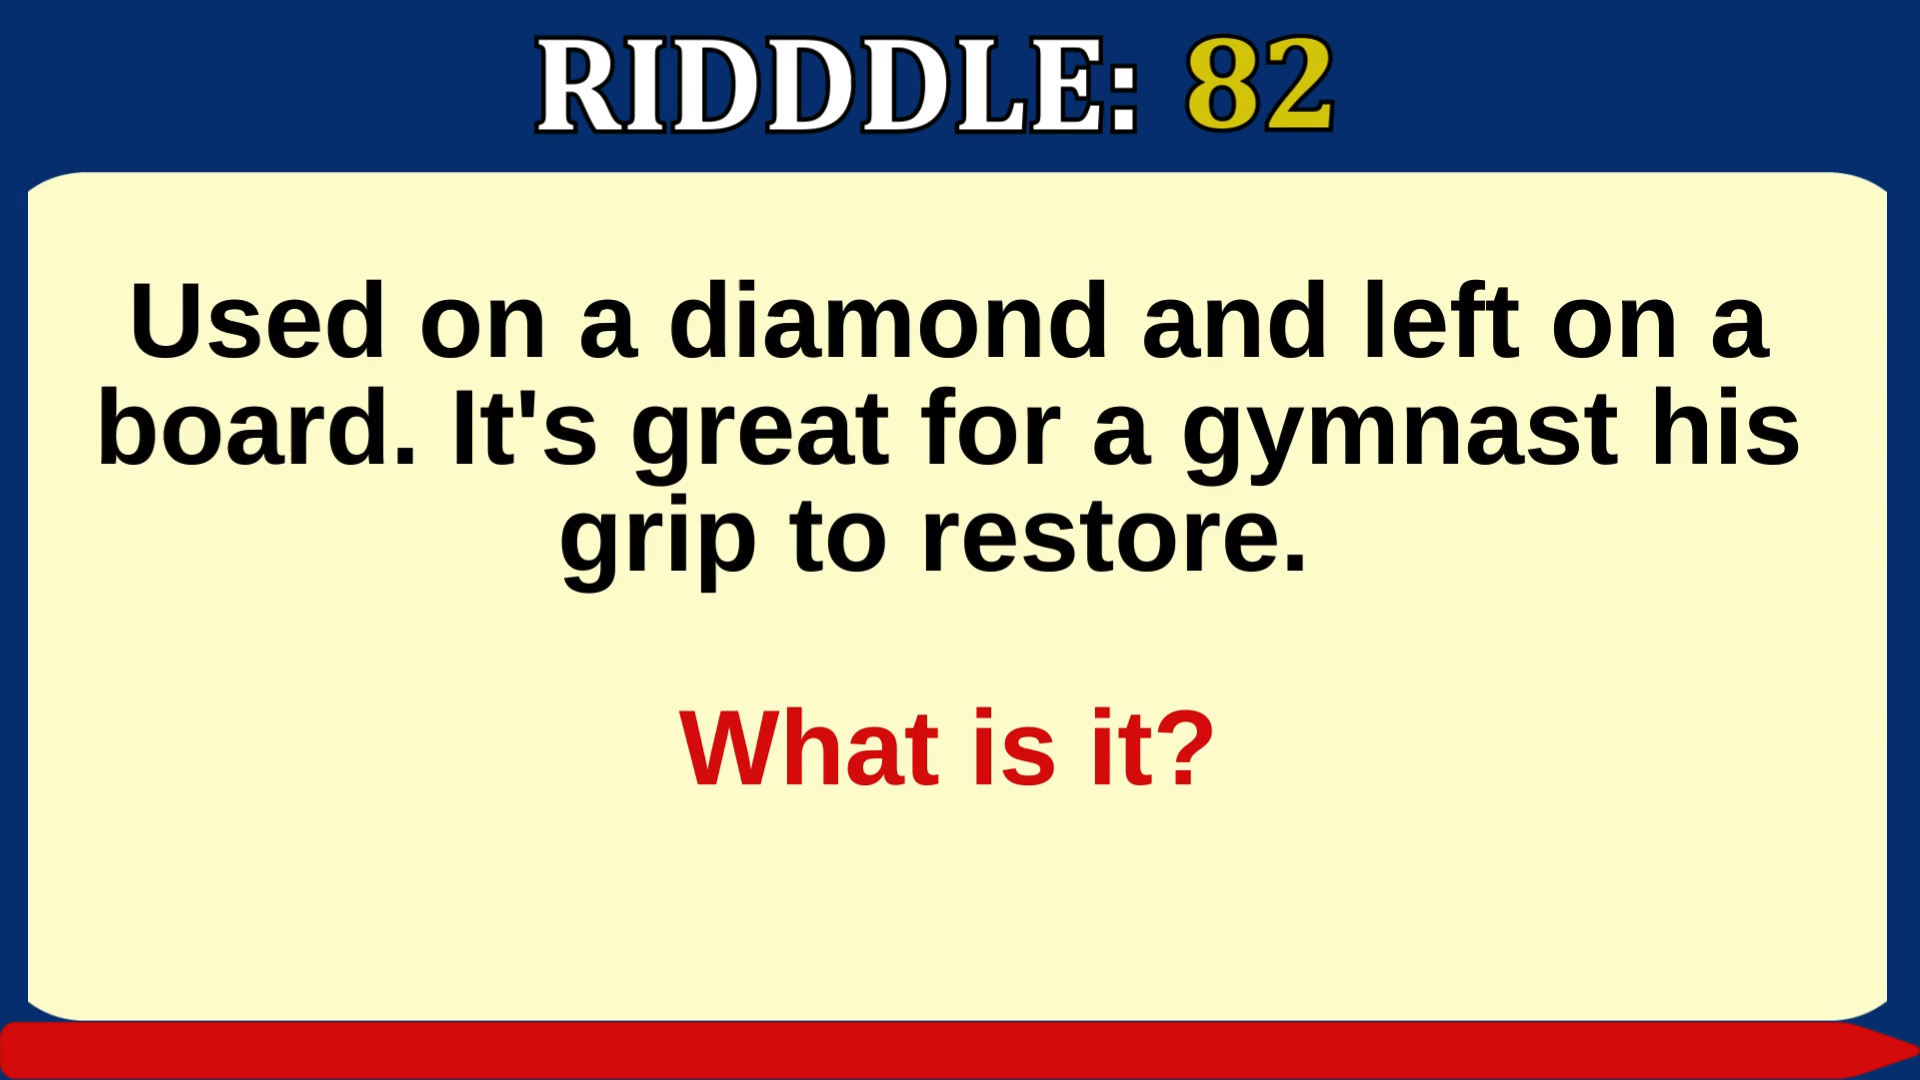 RIDDDLE: 82
Used on a diamond and left on a
board. It's great for a gymnast his
grip to restore.
What is it?